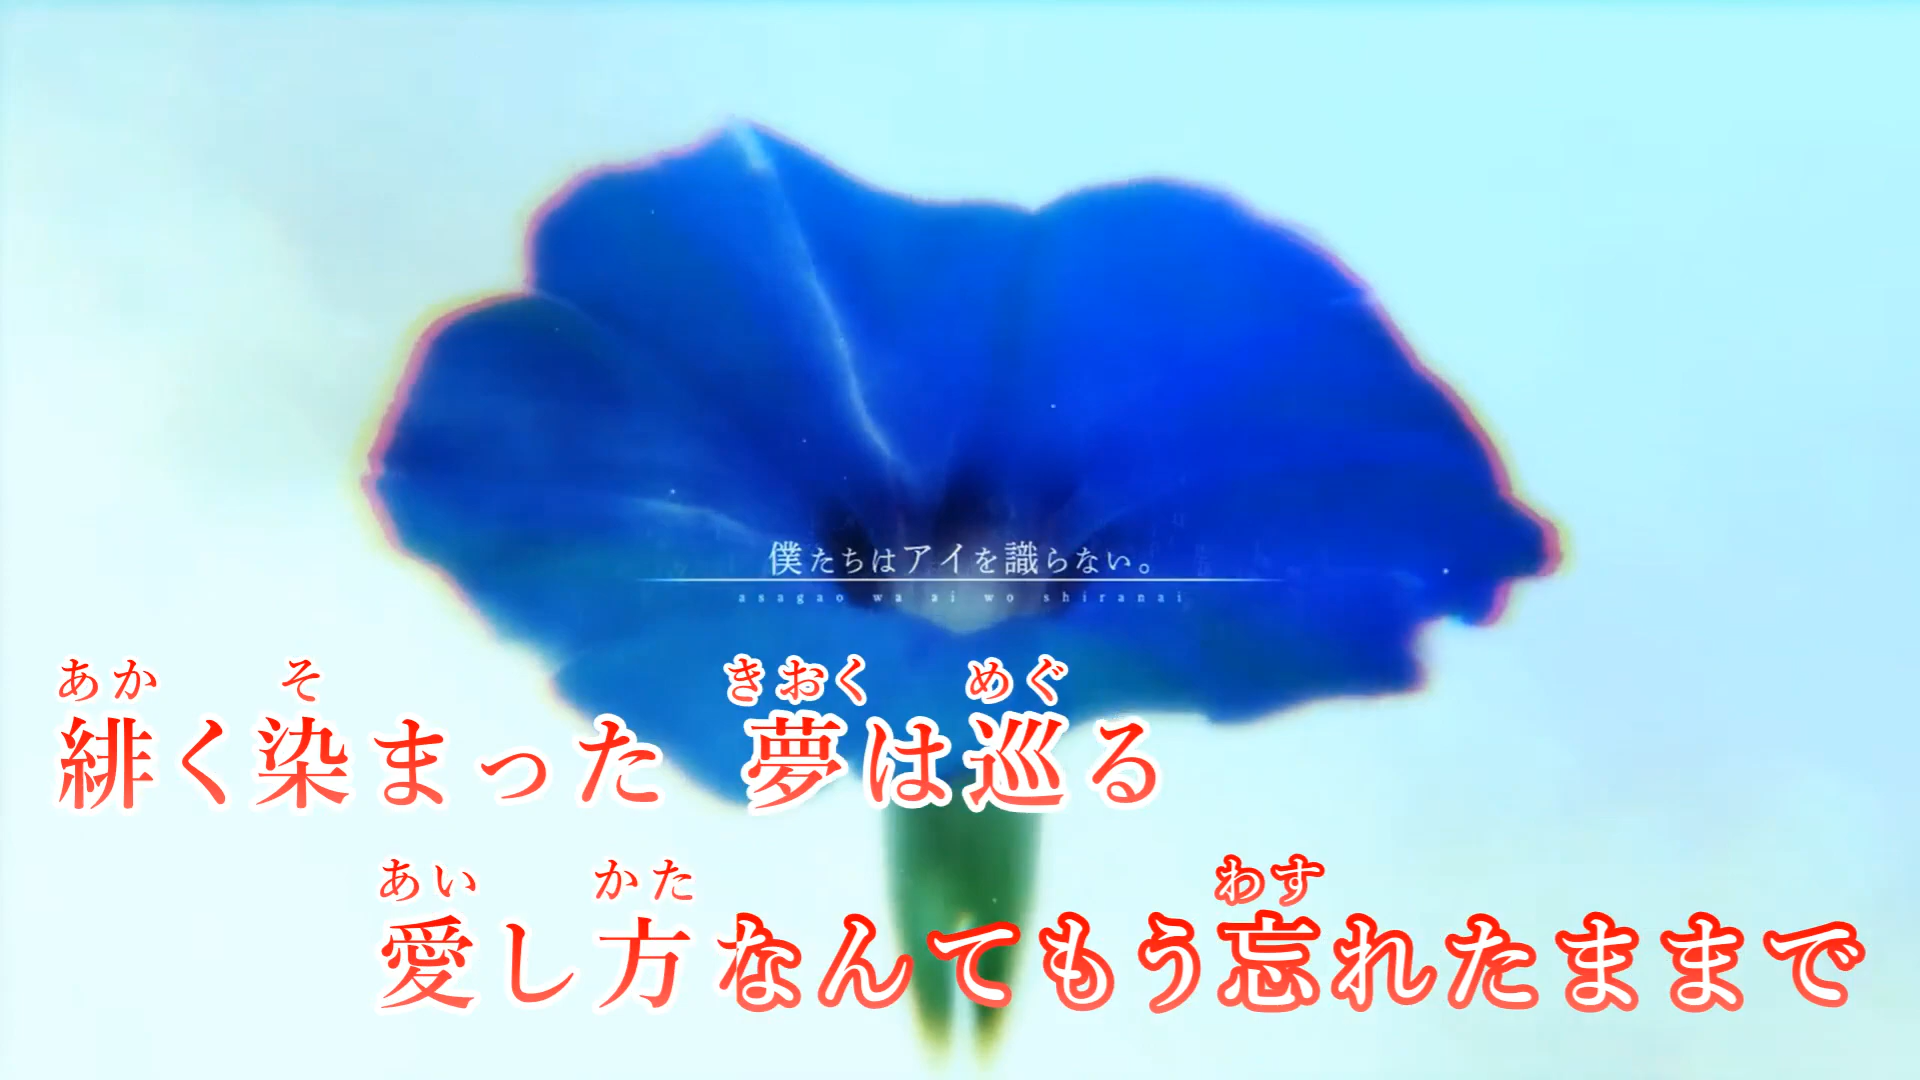 僕たちはアイを識らない。
asagao wa ai wo shiranai
あか そ きおく めぐ
緋く染まった 夢は巡る
あい かた わす
愛し方なんてもう忘れたままで